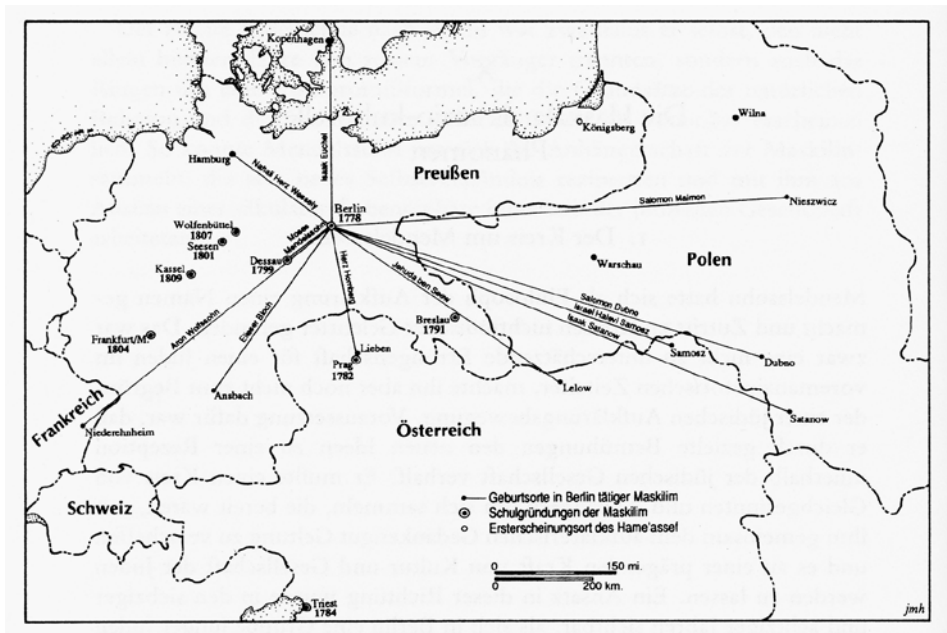 Kopenhagen
Wilna
Königsberg
Hamburg
Isaak Euchel
Preußen
Naftali Herz Wessely
Salomon Maimon
Nieszwicz
Berlin
1778
Wolfenbüttel
1807
Seesen
1801
Moses
Mendelssohn
Dessau
1799
Kassel
1809
Warschau
Polen
Herz Homberg
Jehuda ben Seew
Salomo Dubno
Israel Halevi Samosz
Isaak Satanow
Aron Wolfssohn
Elieser Bloch
Breslau
1791
Frankfurt/M.
1804
Lieben
Prag
1782
Samosz
Dubno
Ansbach
Lelow
Satanow
Frankreich
Niederehnheim
Österreich
Schweiz
Geburtsorte in Berlin tätiger Maskilim
Schulgründungen der Maskilim
Ersterscheinungsort des Hame'assef
0 150 mi.
0 200 km.
Triest
1784
jmh